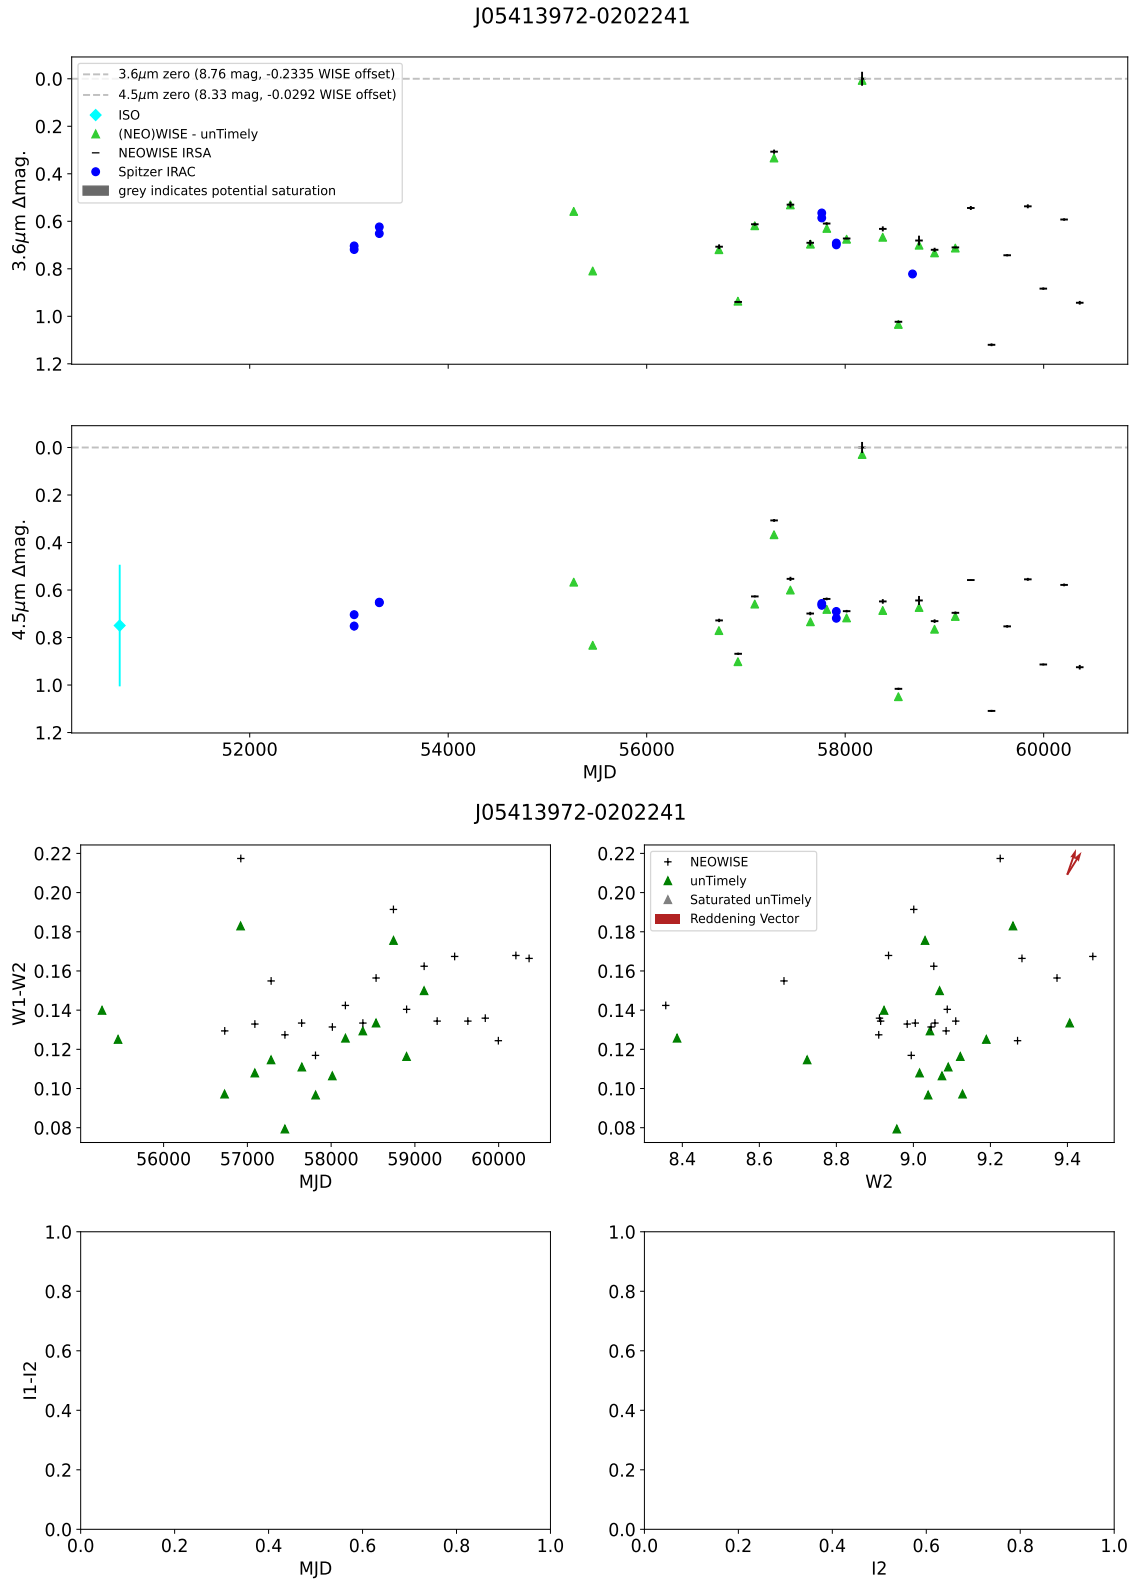 J05413972-0202241
3.6μm zero (8.76 mag, -0.2335 WISE offset)
4.5μm zero (8.33 mag, -0.0292 WISE offset)
ISO
(NEO)WISE - unTimely
NEOWISE IRSA
Spitzer IRAC
grey indicates potential saturation
3.6μm Δmag.
0.0
0.2
0.4
0.6
0.8
1.0
1.2
4.5μm Δmag.
0.0
0.2
0.4
0.6
0.8
1.0
1.2
52000 54000 56000 58000 60000
MJD
J05413972-0202241
W1-W2
0.22
0.20
0.18
0.16
0.14
0.12
0.10
0.08
56000 57000 58000 59000 60000
MJD
NEOWISE
unTimely
Saturated unTimely
Reddening Vector
0.22
0.20
0.18
0.16
0.14
0.12
0.10
0.08
8.4 8.6 8.8 9.0 9.2 9.4
W2
I1-I2
1.0
0.8
0.6
0.4
0.2
0.0
0.0 0.2 0.4 0.6 0.8 1.0
MJD
1.0
0.8
0.6
0.4
0.2
0.0
0.0 0.2 0.4 0.6 0.8 1.0
I2